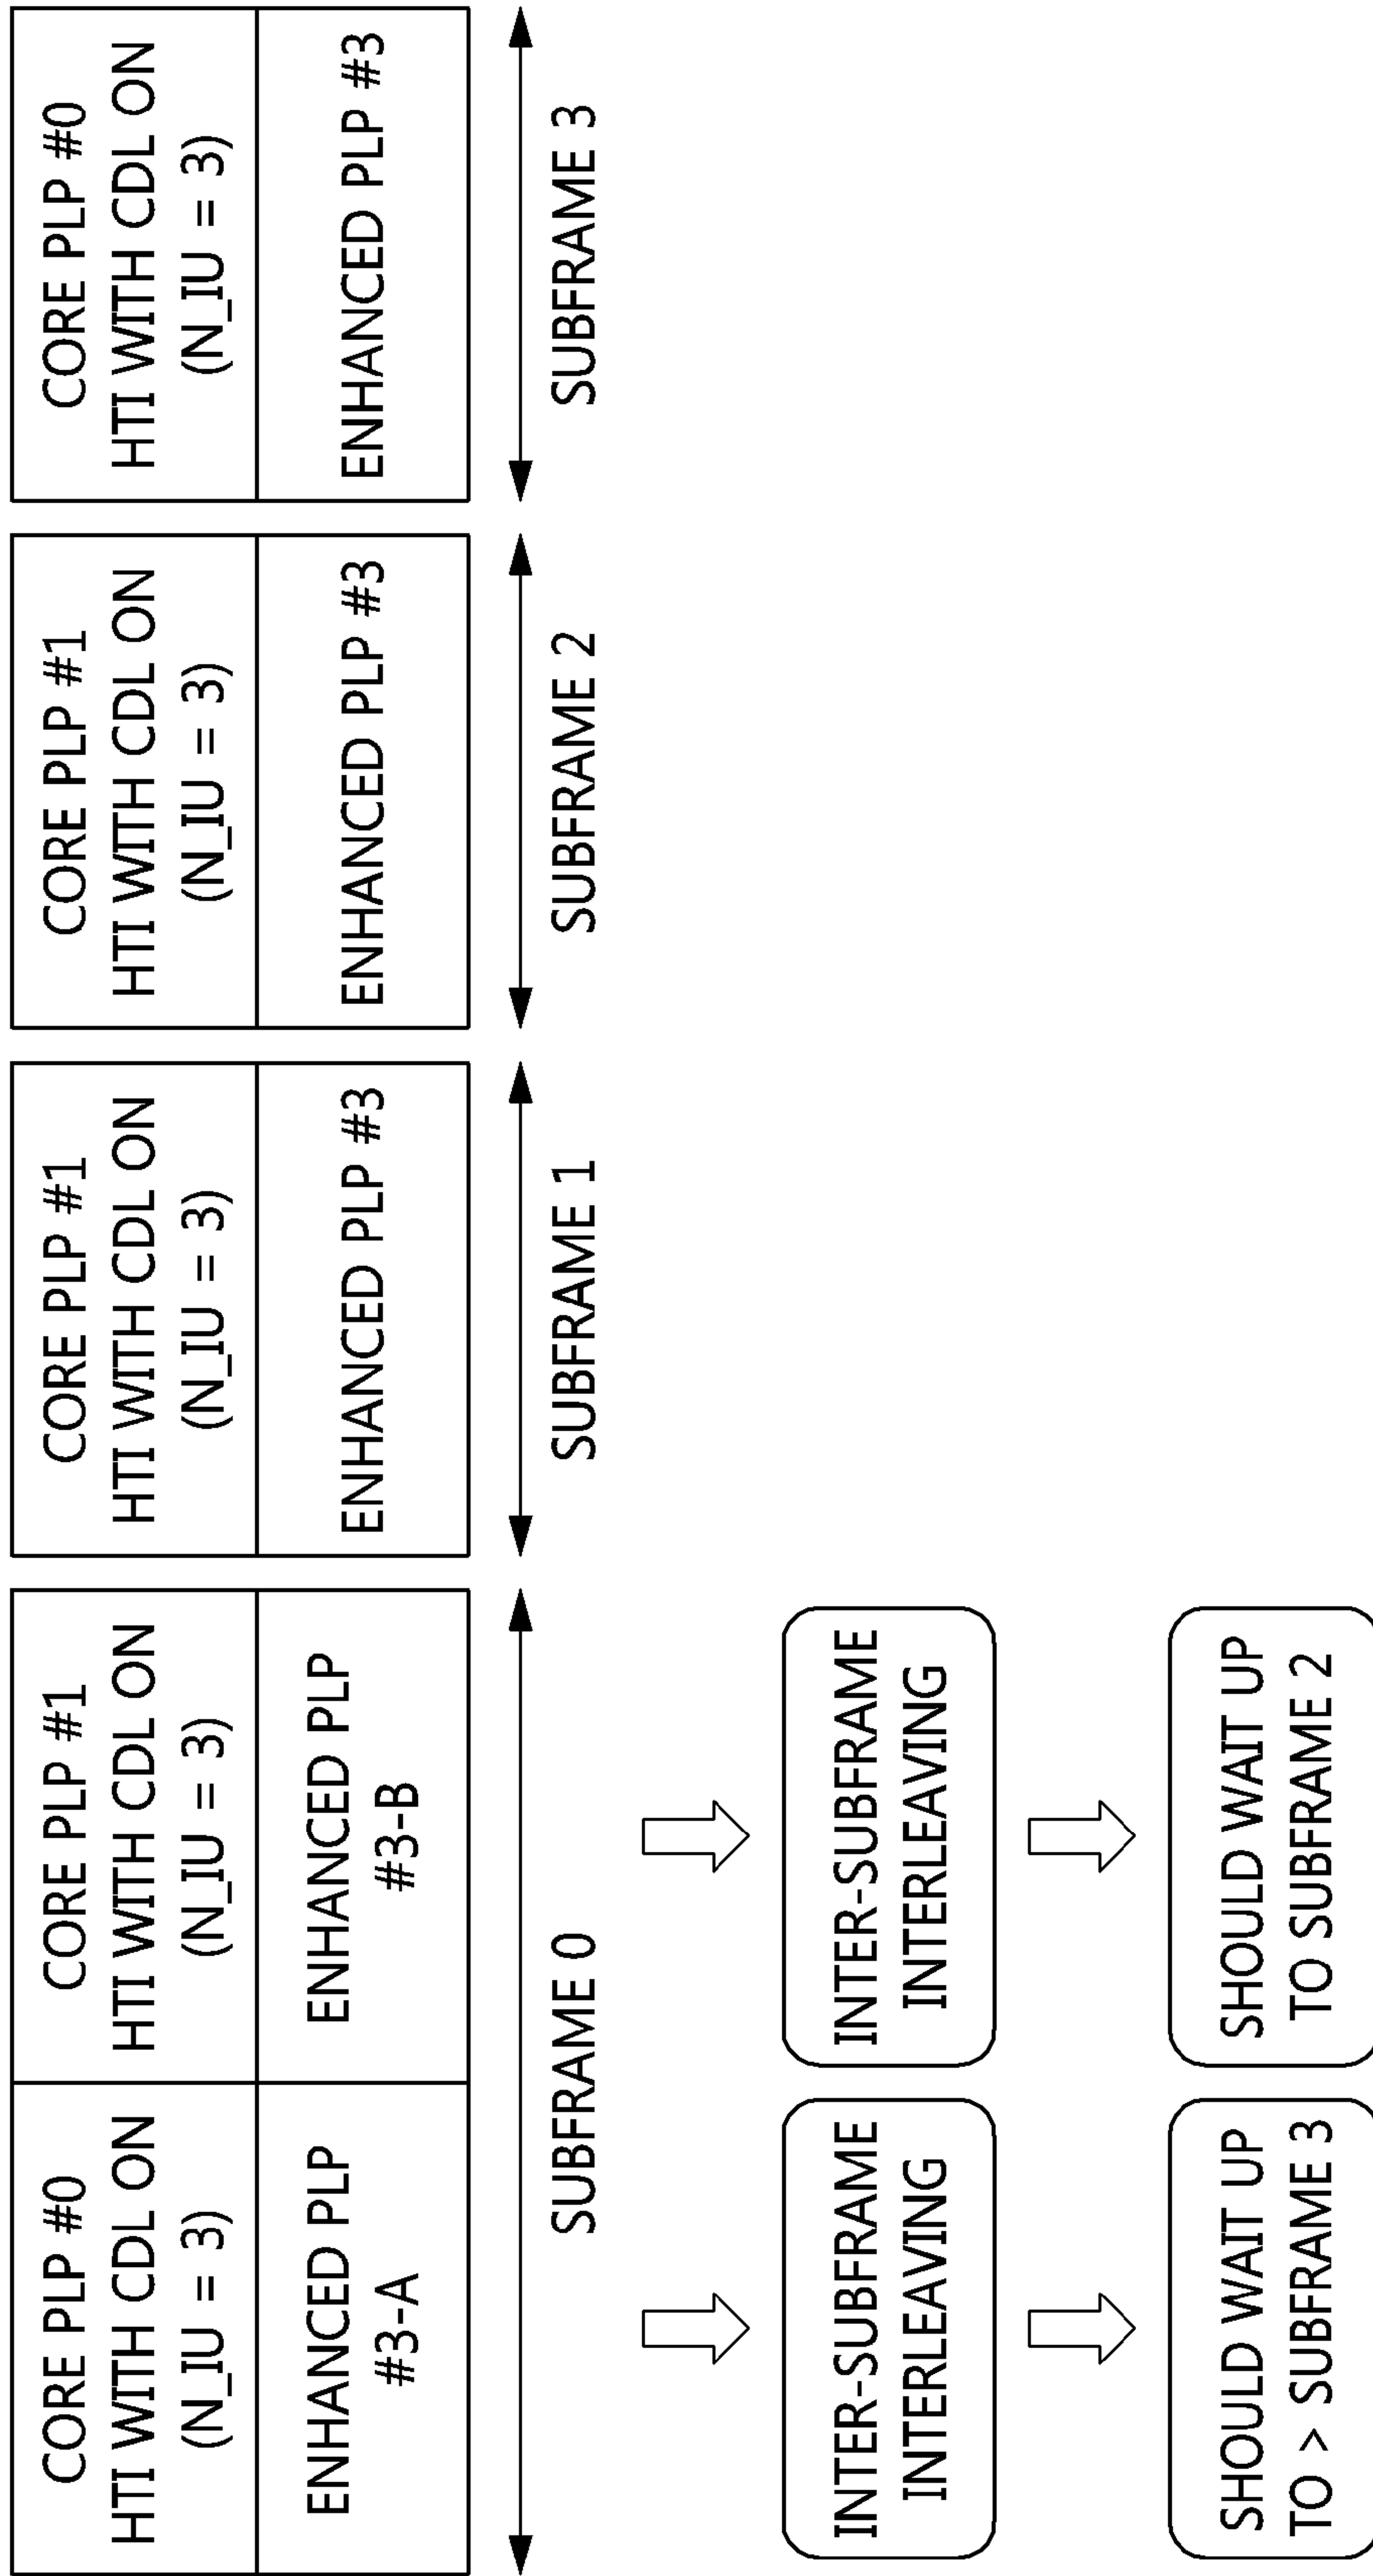 CORE PLP #0
HTI WITH CDL ON
(N_IU = 3)
CORE PLP #1
HTI WITH CDL ON
(N_IU = 3)
CORE PLP #1
HTI WITH CDL ON
(N_IU = 3)
CORE PLP #1
HTI WITH CDL ON
(N_IU = 3)
CORE PLP #0
HTI WITH CDL ON
(N_IU = 3)
ENHANCED PLP
#3-A
ENHANCED PLP
#3-B
ENHANCED PLP #3
ENHANCED PLP #3
ENHANCED PLP #3
SUBFRAME 0
SUBFRAME 1
SUBFRAME 2
SUBFRAME 3
INTER-SUBFRAME
INTERLEAVING
INTER-SUBFRAME
INTERLEAVING
SHOULD WAIT UP
TO > SUBFRAME 3
SHOULD WAIT UP
TO SUBFRAME 2